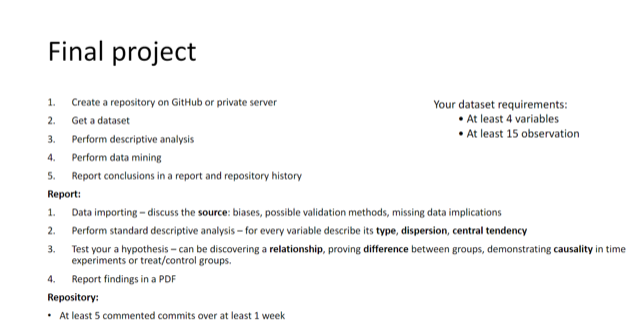 Final project
1. Create a repository on GitHub or private server
2. Get a dataset
3. Perform descriptive analysis
4. Perform data mining
5. Report conclusions in a report and repository history
Your dataset requirements:
• At least 4 variables
• At least 15 observation
Report:
1. Data importing – discuss the source: biases, possible validation methods, missing data implications
2. Perform standard descriptive analysis – for every variable describe its type, dispersion, central tendency
3. Test your a hypothesis – can be discovering a relationship, proving difference between groups, demonstrating causality in time
experiments or treat/control groups.
4. Report findings in a PDF
Repository:
• At least 5 commented commits over at least 1 week